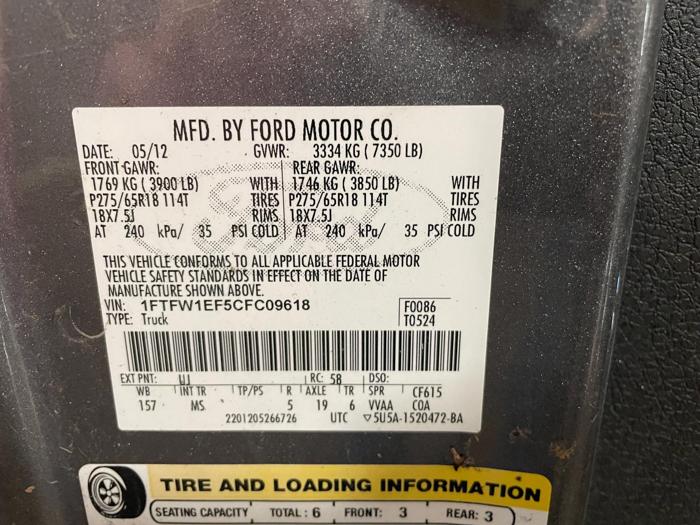 MFD. BY FORD MOTOR CO.
DATE: 05/12 GVWR: 3334 KG ( 7350 LB)
FRONT GAWR: REAR GAWR:
1769 KG ( 3900 LB) WITH 1746 KG ( 3850 LB) WITH
P275/65R18 114T TIRES P275/65R18 114T TIRES
18X7.5J RIMS 18X7.5J RIMS
AT 240 kPa/ 35 PSI COLD AT 240 kPa/ 35 PSI COLD
Ford
THIS VEHICLE CONFORMS TO ALL APPLICABLE FEDERAL MOTOR
VEHICLE SAFETY STANDARDS IN EFFECT ON THE DATE OF
MANUFACTURE SHOWN ABOVE.
VIN: 1FTFW1EF5CFC09618 F0086
TYPE: Truck T0524
EXT PNT: UJ RC: 58 DSO:
WB INT TR TP/PS R AXLE TR SPR CF615
157 MS 5 19 6 VVAA COA
2201205266726 UTC ▽5U5A-1520472-BA
TIRE AND LOADING INFORMATION
SEATING CAPACITY TOTAL: 6 FRONT: 3 REAR: 3